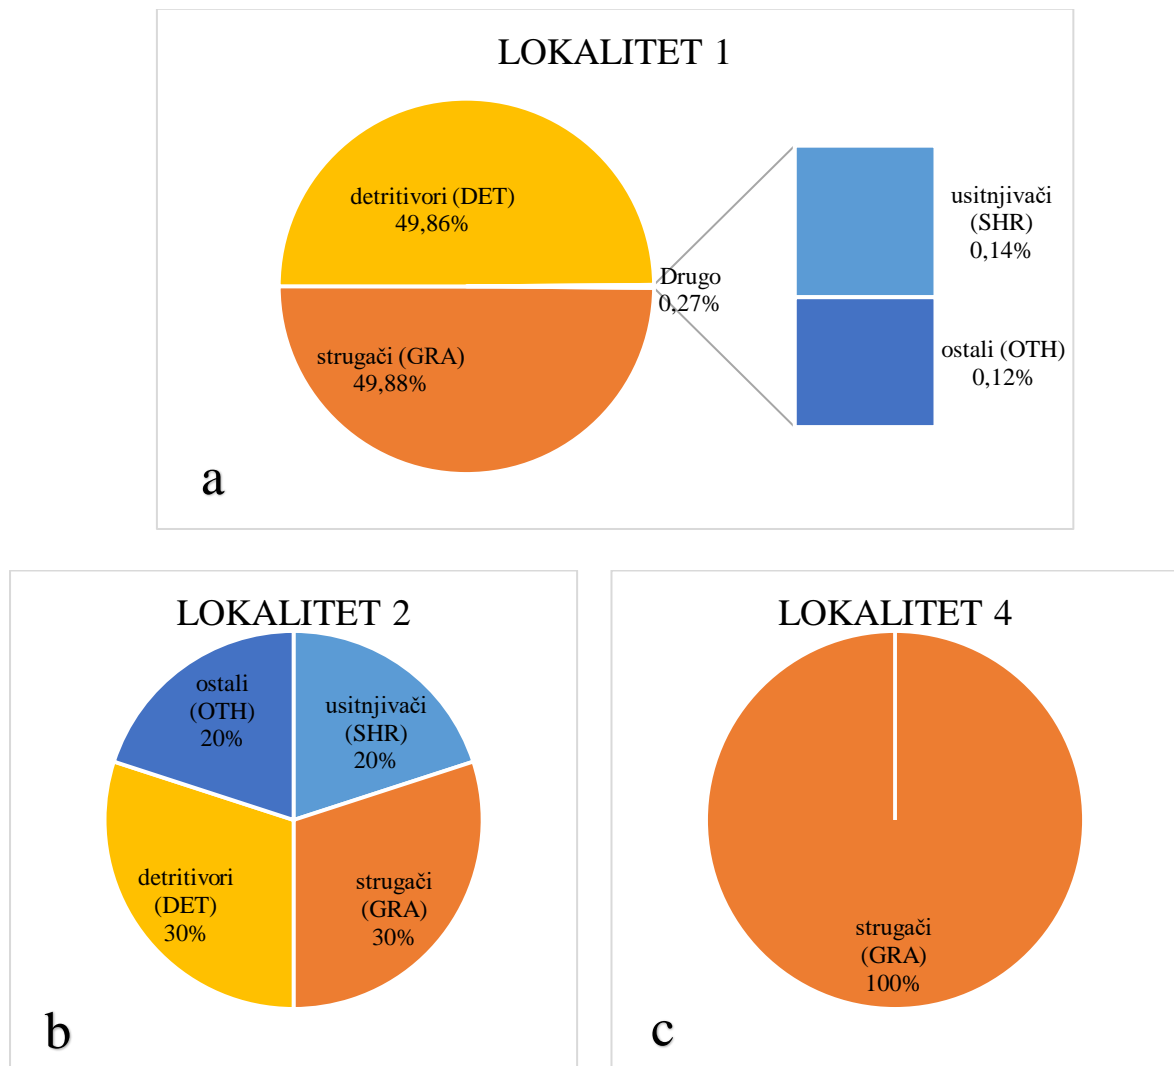 LOKALITET 1
detritivori (DET)
49,86%
strugači (GRA)
49,88%
Drugo
0,27%
usitnjivači
(SHR)
0,14%
ostali (OTH)
0,12%
a
LOKALITET 2
ostali
(OTH)
20%
usitnjivači
(SHR)
20%
detritivori
(DET)
30%
strugači
(GRA)
30%
b
LOKALITET 4
strugači
(GRA)
100%
c